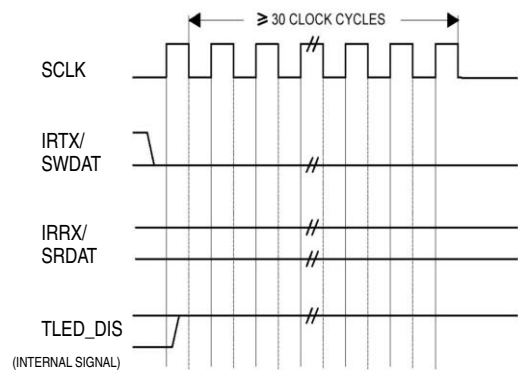 ≥ 30 CLOCK CYCLES
SCLK
IRTX/
SWDAT
IRRX/
SRDAT
TLED_DIS
(INTERNAL SIGNAL)